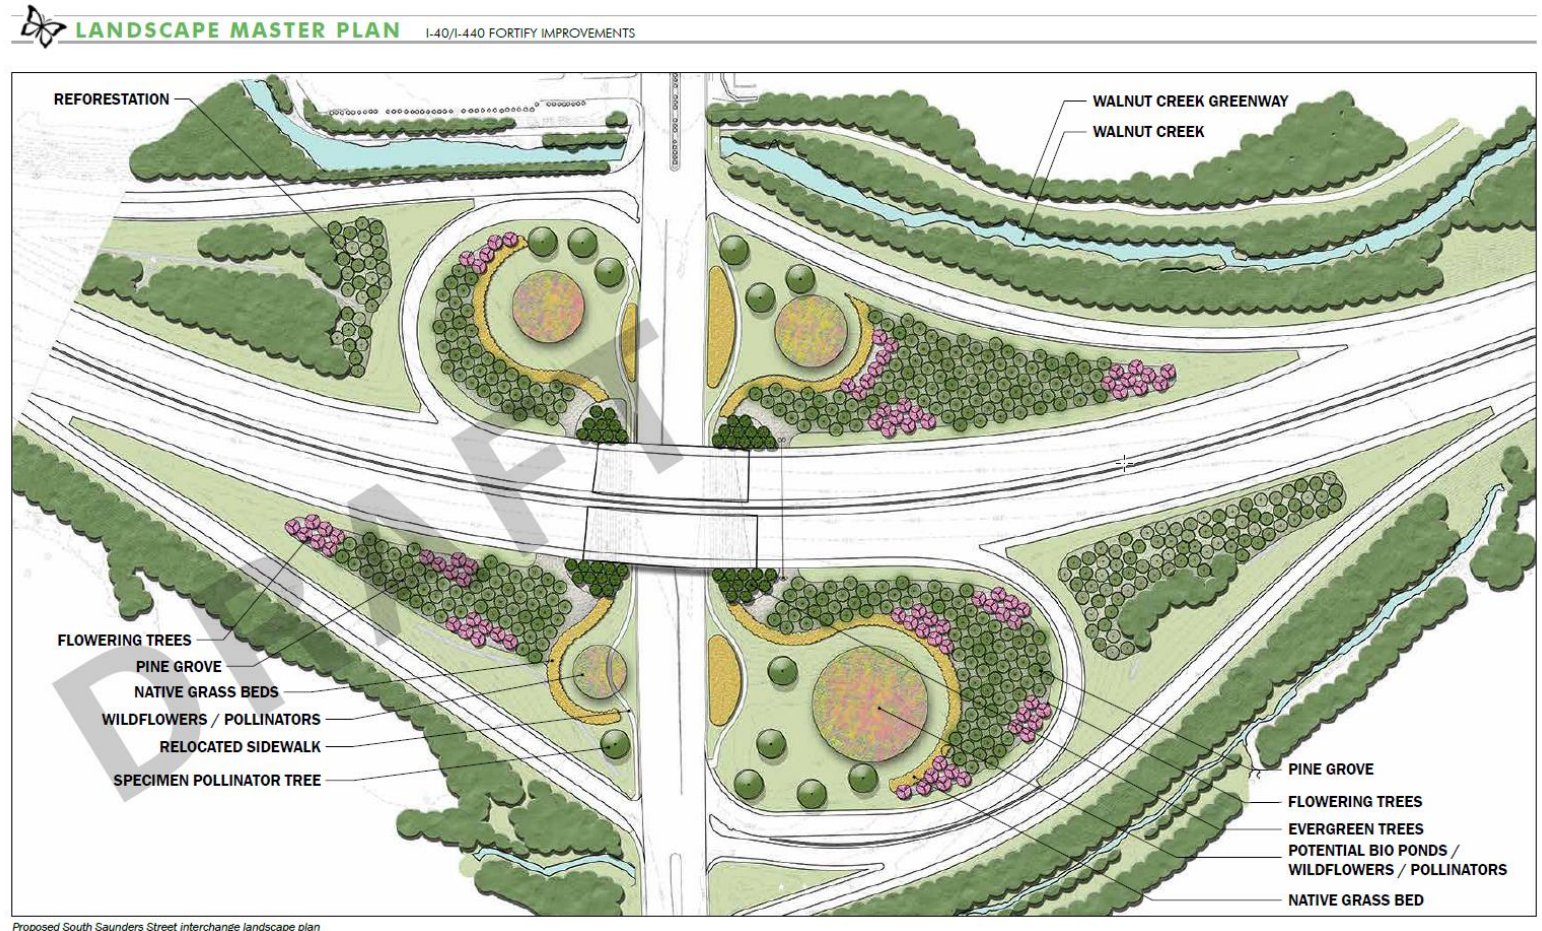 LANDSCAPE MASTER PLAN I-40/I-440 FORTIFY IMPROVEMENTS
REFORESTATION
WALNUT CREEK GREENWAY
WALNUT CREEK
DRAFT
FLOWERING TREES
PINE GROVE
NATIVE GRASS BEDS
WILDFLOWERS / POLLINATORS
RELOCATED SIDEWALK
SPECIMEN POLLINATOR TREE
PINE GROVE
FLOWERING TREES
EVERGREEN TREES
POTENTIAL BIO PONDS /
WILDFLOWERS / POLLINATORS
NATIVE GRASS BED
Proposed South Saunders Street interchange landscape plan